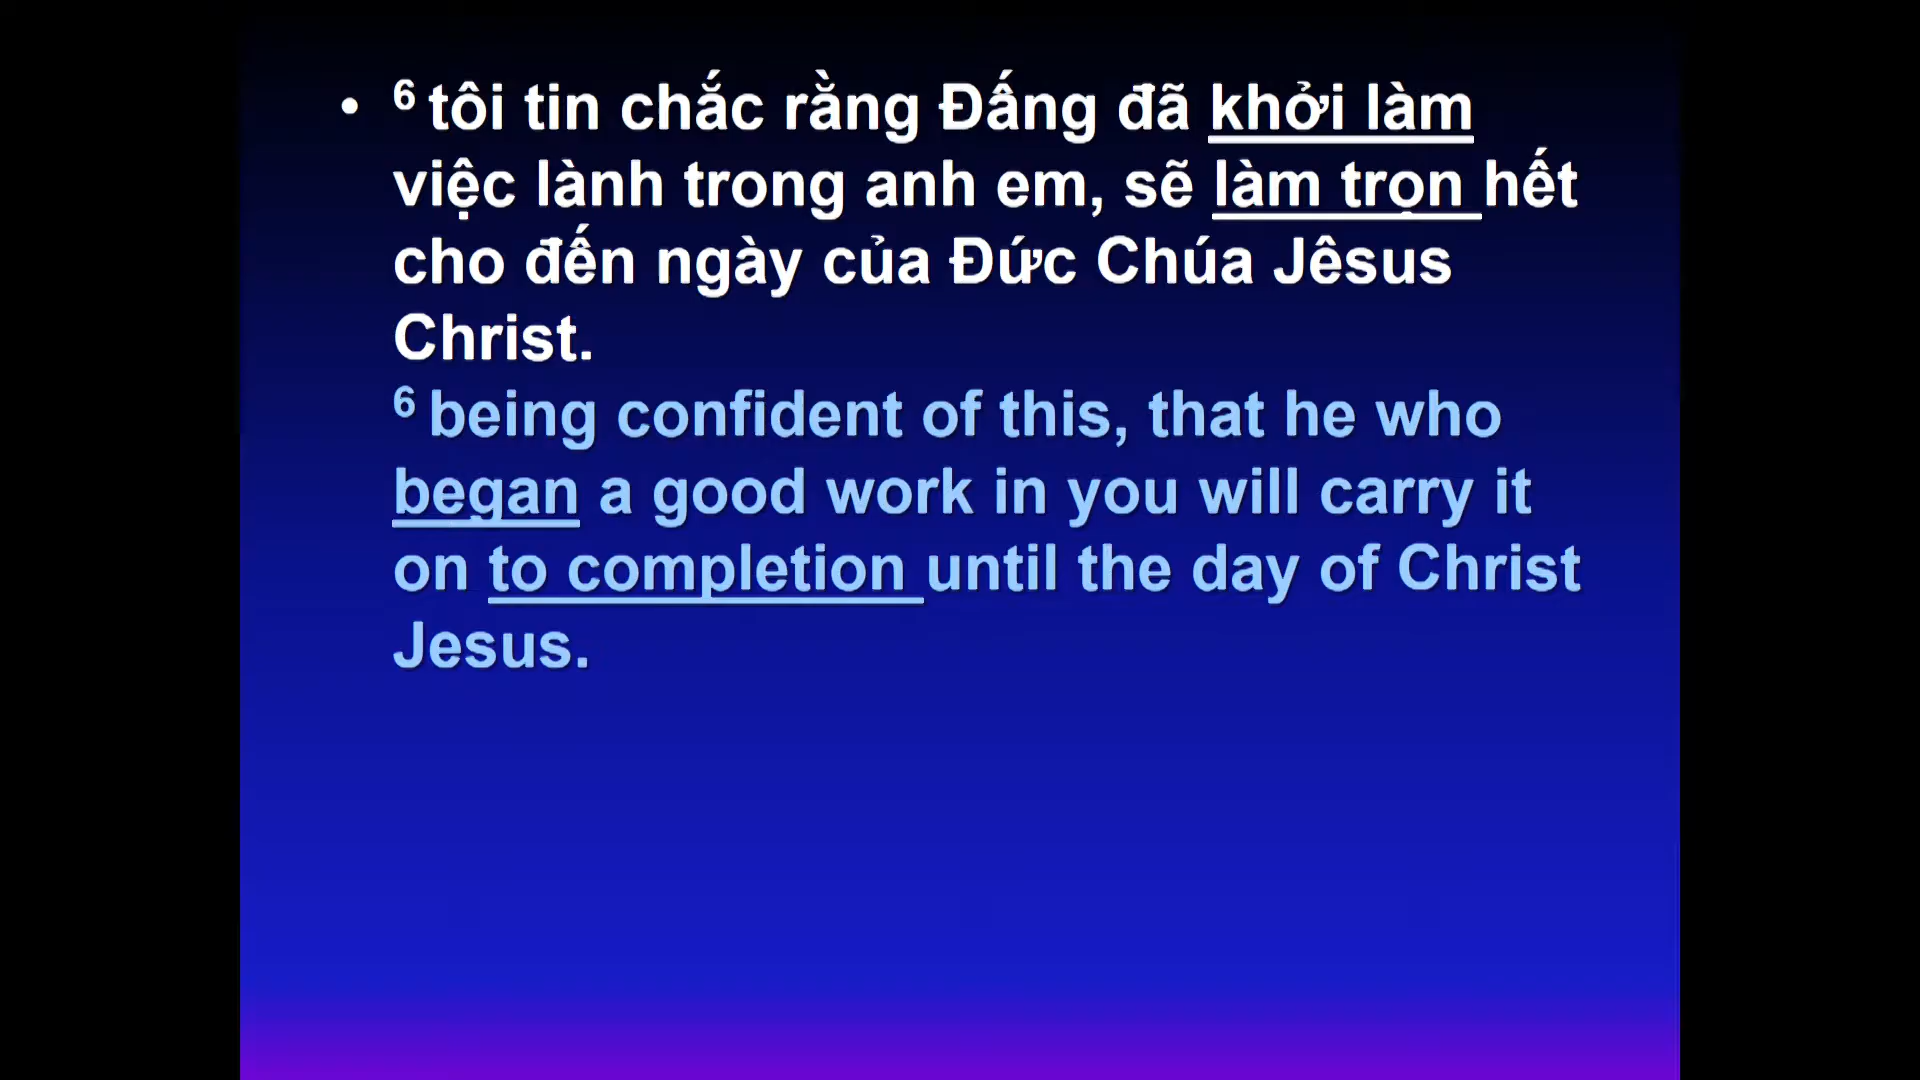 • ⁶ tôi tin chắc rằng Đấng đã khởi làm
việc lành trong anh em, sẽ làm trọn hết
cho đến ngày của Đức Chúa Jêsus
Christ.
⁶ being confident of this, that he who
began a good work in you will carry it
on to completion until the day of Christ
Jesus.